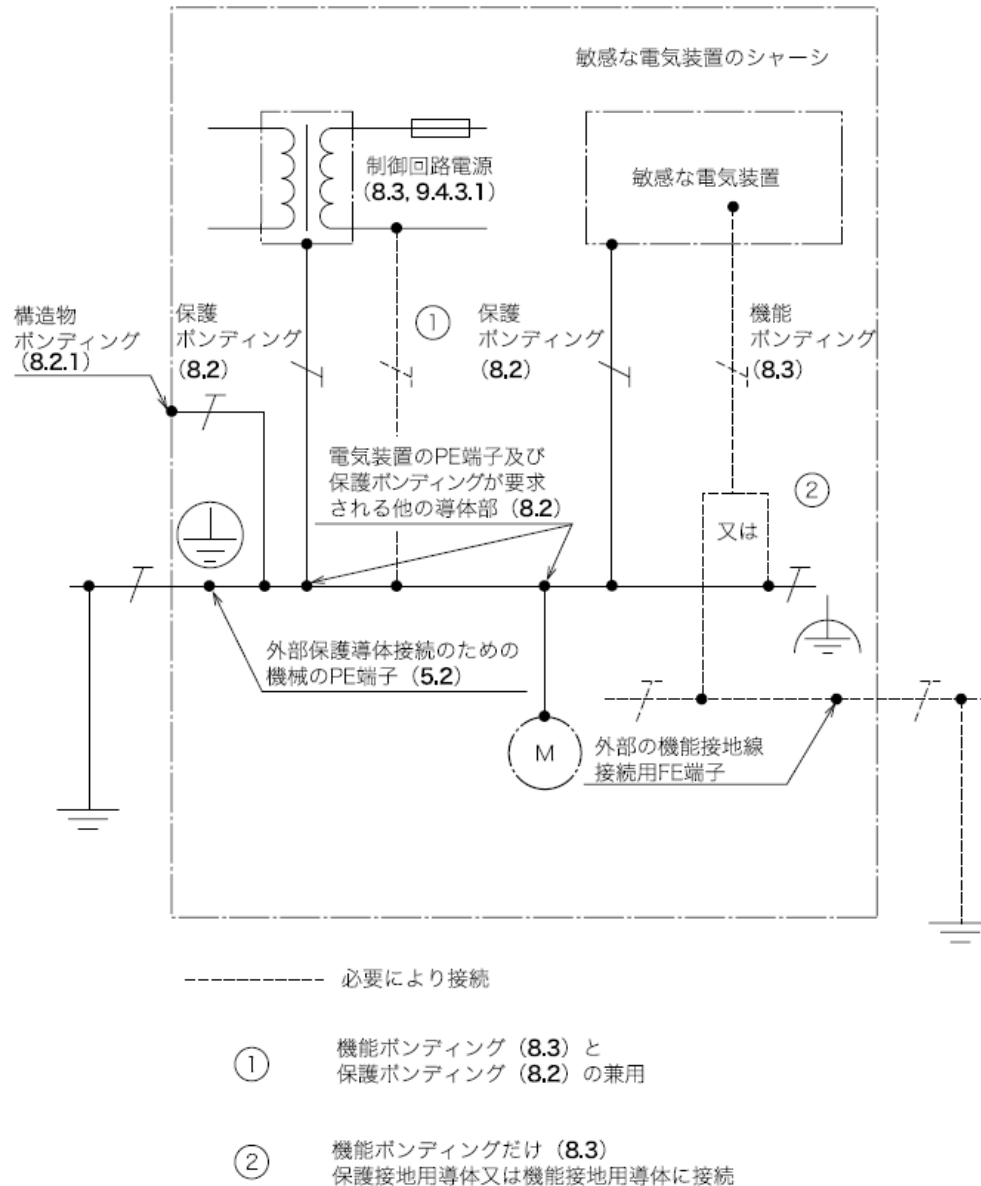 敏感な電気装置のシャーシ
制御回路電源
(8.3, 9.4.3.1)
敏感な電気装置
構造物
ボンディング
(8.2.1)
保護
ボンディング
(8.2)
①
保護
ボンディング
(8.2)
機能
ボンディング
(8.3)
電気装置のPE端子及び
保護ボンディングが要求
される他の導体部（8.2）
②
又は
外部保護導体接続のための
機械のPE端子（5.2）
M
外部の機能接地線
接続用FE端子
必要により接続
①
機能ボンディング（8.3）と
保護ボンディング（8.2）の兼用
②
機能ボンディングだけ（8.3）
保護接地用導体又は機能接地用導体に接続